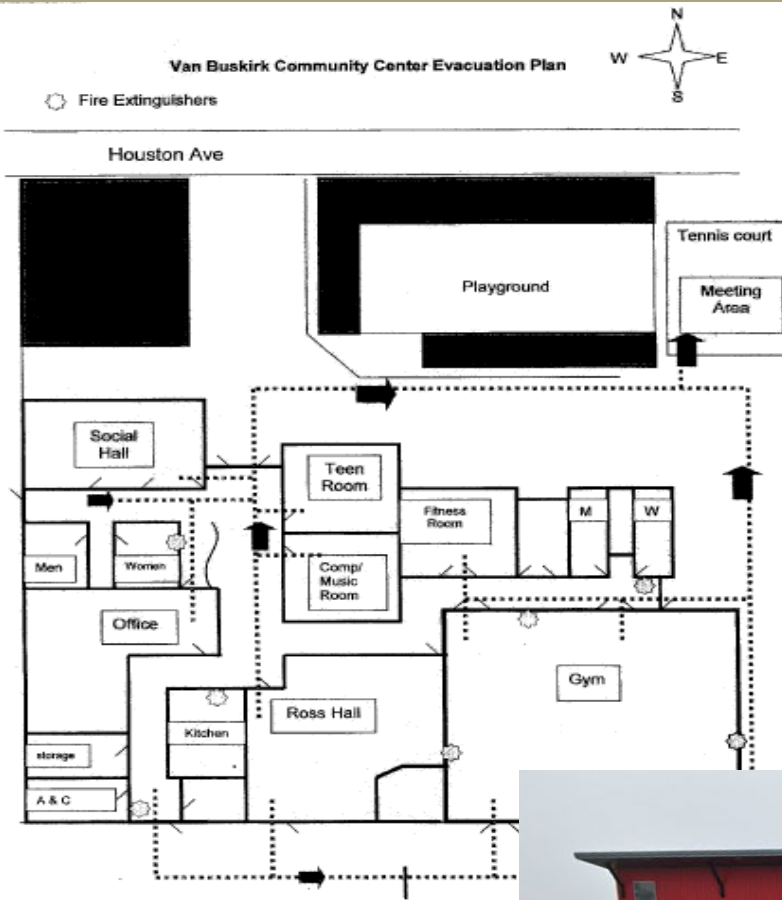 N
Van Buskirk Community Center Evacuation Plan
W
E
S
Fire Extinguishers
Houston Ave
Tennis court
Playground
Meeting
Area
Social
Hall
Teen
Room
Fitness
Room
M
W
Men
Women
Comp/
Music
Room
Office
Gym
Ross Hall
Kitchen
storage
A & C